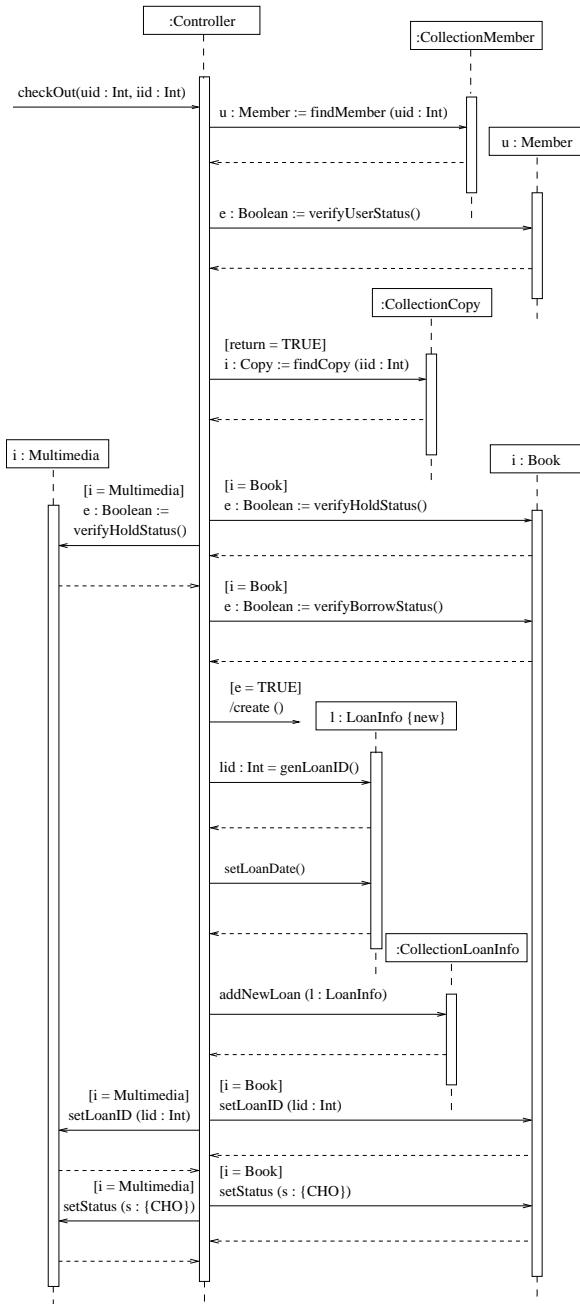 :Controller
:CollectionMember
checkOut(uid : Int, iid : Int)
u : Member := findMember (uid : Int)
u : Member
e : Boolean := verifyUserStatus()
:CollectionCopy
[return = TRUE]
i : Copy := findCopy (iid : Int)
i : Multimedia
i : Book
[i = Multimedia]
e : Boolean :=
verifyHoldStatus()
[i = Book]
e : Boolean := verifyHoldStatus()
[i = Book]
e : Boolean := verifyBorrowStatus()
[e = TRUE]
/create ()
l : LoanInfo {new}
lid : Int = genLoanID()
setLoanDate()
:CollectionLoanInfo
addNewLoan (l : LoanInfo)
[i = Multimedia]
setLoanID (lid : Int)
[i = Book]
setLoanID (lid : Int)
[i = Multimedia]
setStatus (s : {CHO})
[i = Book]
setStatus (s : {CHO})